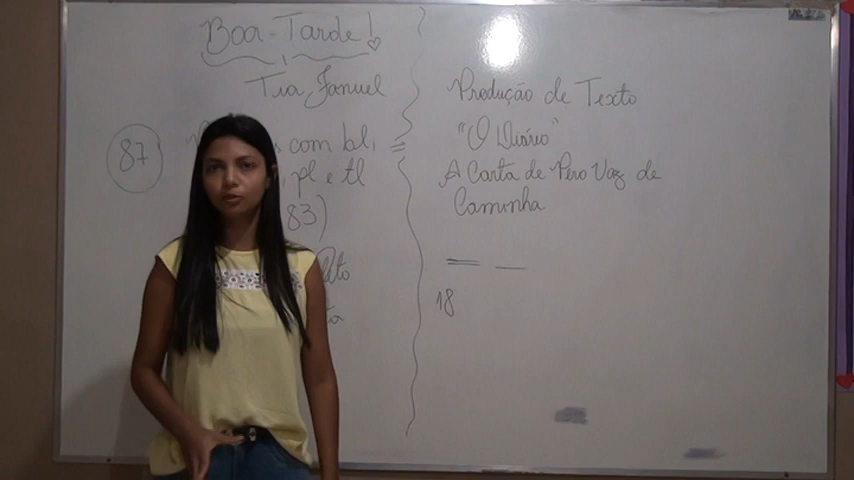 Boa-Tarde!
Tia Januel
87
com bl,
pl e tl
83)
Produção de Texto
"O Diário"
A Carta de Pero Vaz de
Caminha
18